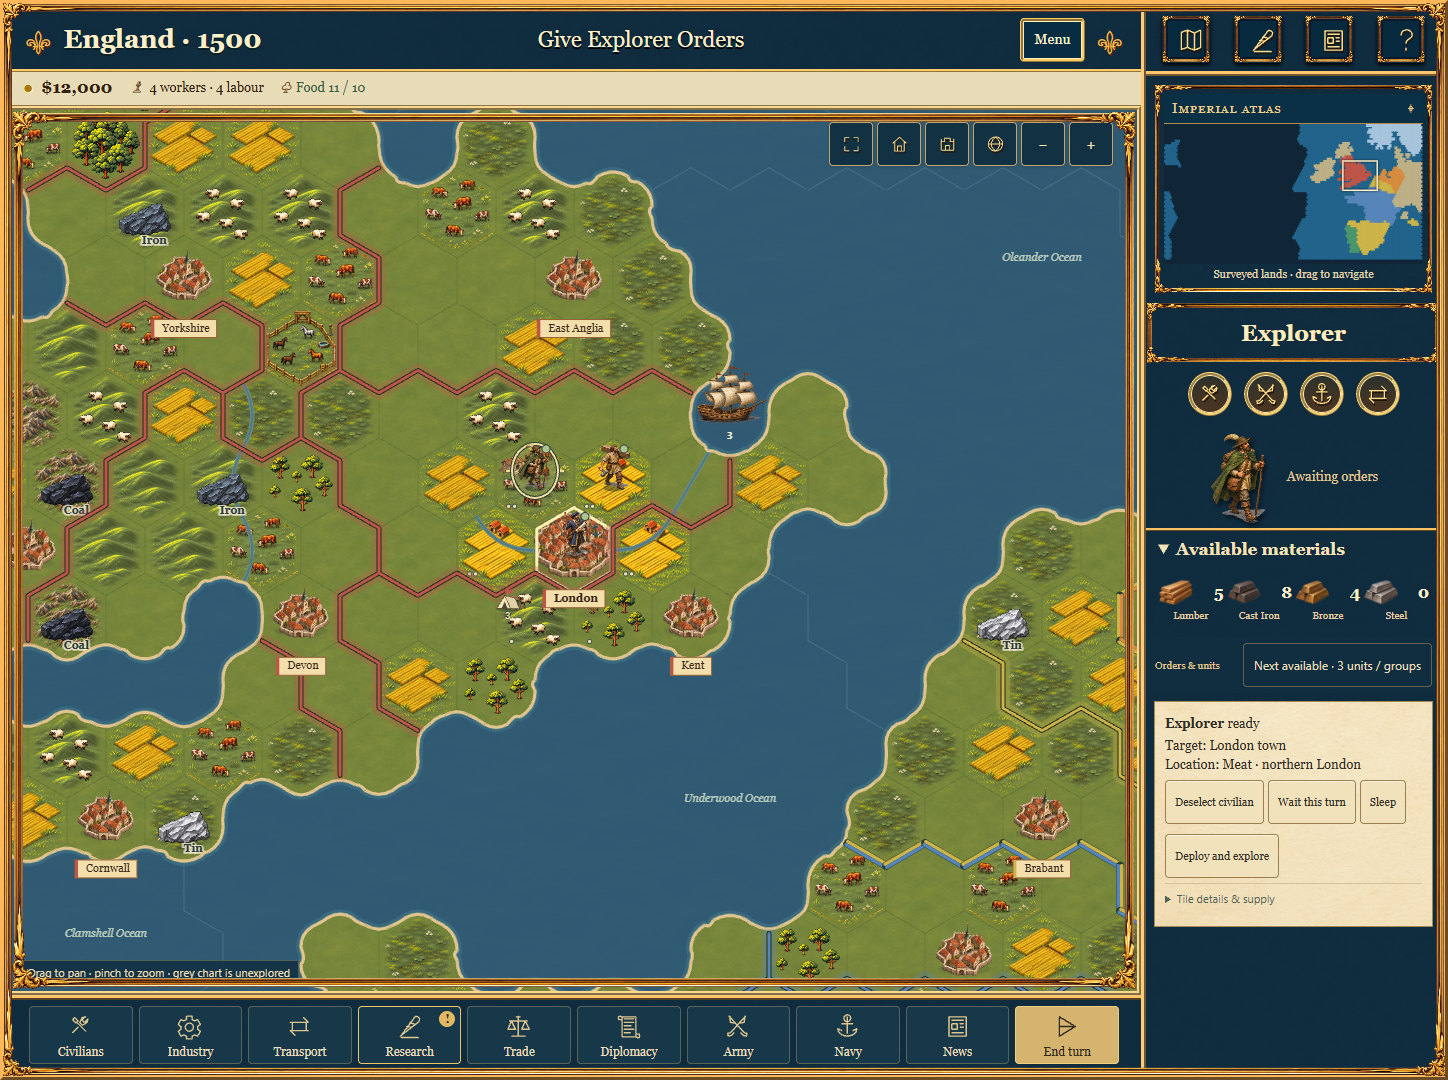 England · 1500
Give Explorer Orders
Menu
$12,000
4 workers · 4 labour
Food 11 / 10
IMPERIAL ATLAS
Surveyed lands · drag to navigate
Explorer
Awaiting orders
▼ Available materials
5
8
4
0
Lumber
Cast Iron
Bronze
Steel
Orders & units
Next available · 3 units / groups
Explorer ready
Target: London town
Location: Meat · northern London
Deselect civilian
Wait this turn
Sleep
Deploy and explore
▶ Tile details & supply
Iron
Oleander Ocean
Yorkshire
East Anglia
3
Coal
Iron
London
3
Coal
Tin
Devon
Kent
Underwood Ocean
Tin
Cornwall
Brabant
Clamshell Ocean
Drag to pan · pinch to zoom · grey chart is unexplored
Civilians
Industry
Transport
!
Research
Trade
Diplomacy
Army
Navy
News
End turn